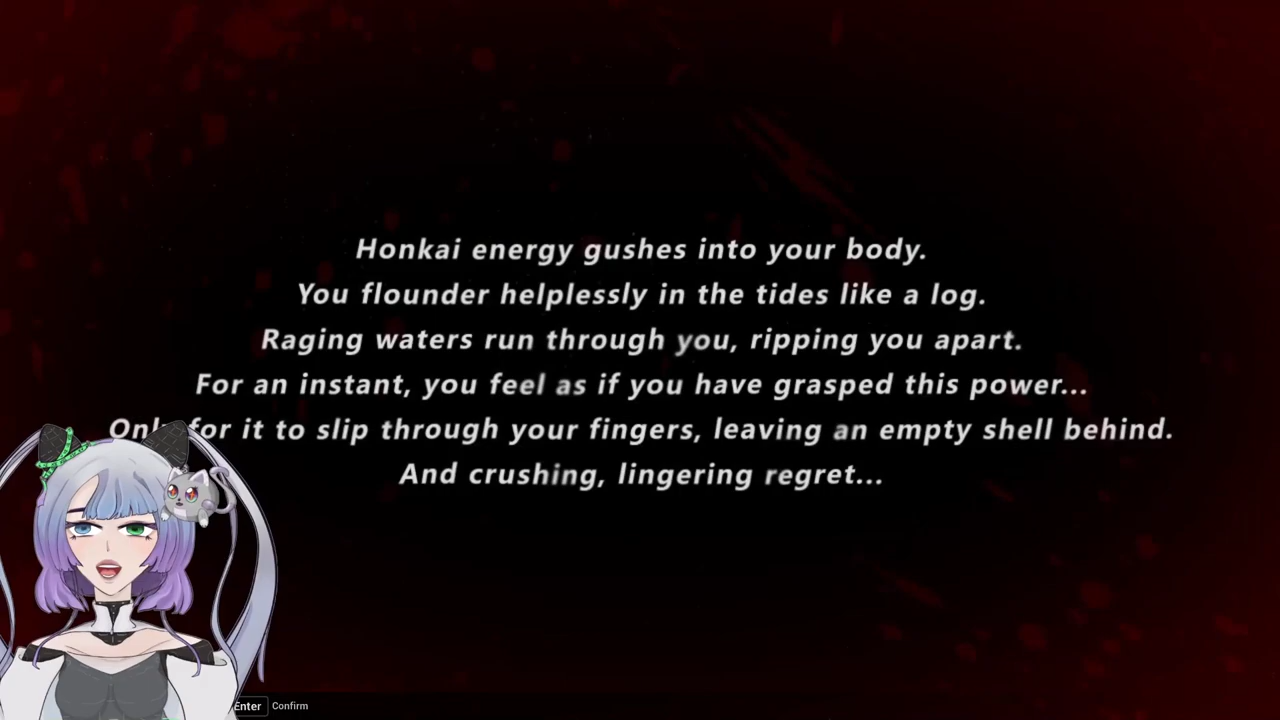 Honkai energy gushes into your body.
You flounder helplessly in the tides like a log.
Raging waters run through you, ripping you apart.
For an instant, you feel as if you have grasped this power...
Only for it to slip through your fingers, leaving an empty shell behind.
And crushing, lingering regret...
Enter Confirm